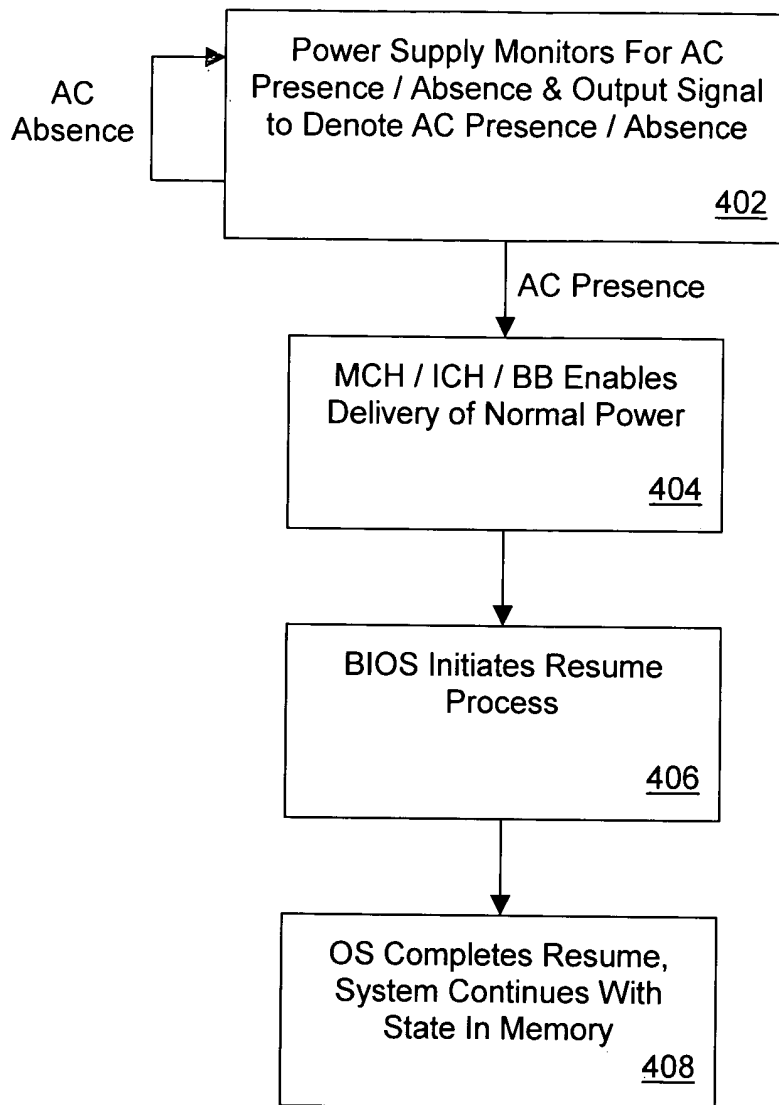 Power Supply Monitors For AC
Presence / Absence & Output Signal
to Denote AC Presence / Absence
402
AC
Absence
AC Presence
MCH / ICH / BB Enables
Delivery of Normal Power
404
BIOS Initiates Resume
Process
406
OS Completes Resume,
System Continues With
State In Memory
408